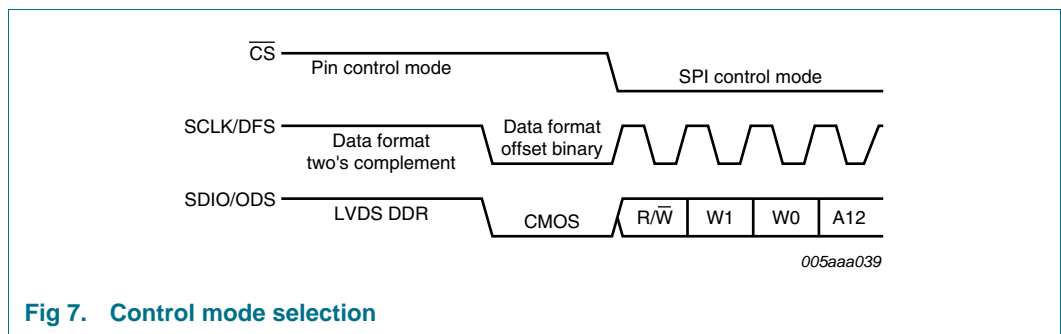 CS
Pin control mode
SPI control mode
SCLK/DFS
Data format
two's complement
Data format
offset binary
SDIO/ODS
LVDS DDR
CMOS
R/W̅
W1
W0
A12
005aaa039
Fig 7. Control mode selection